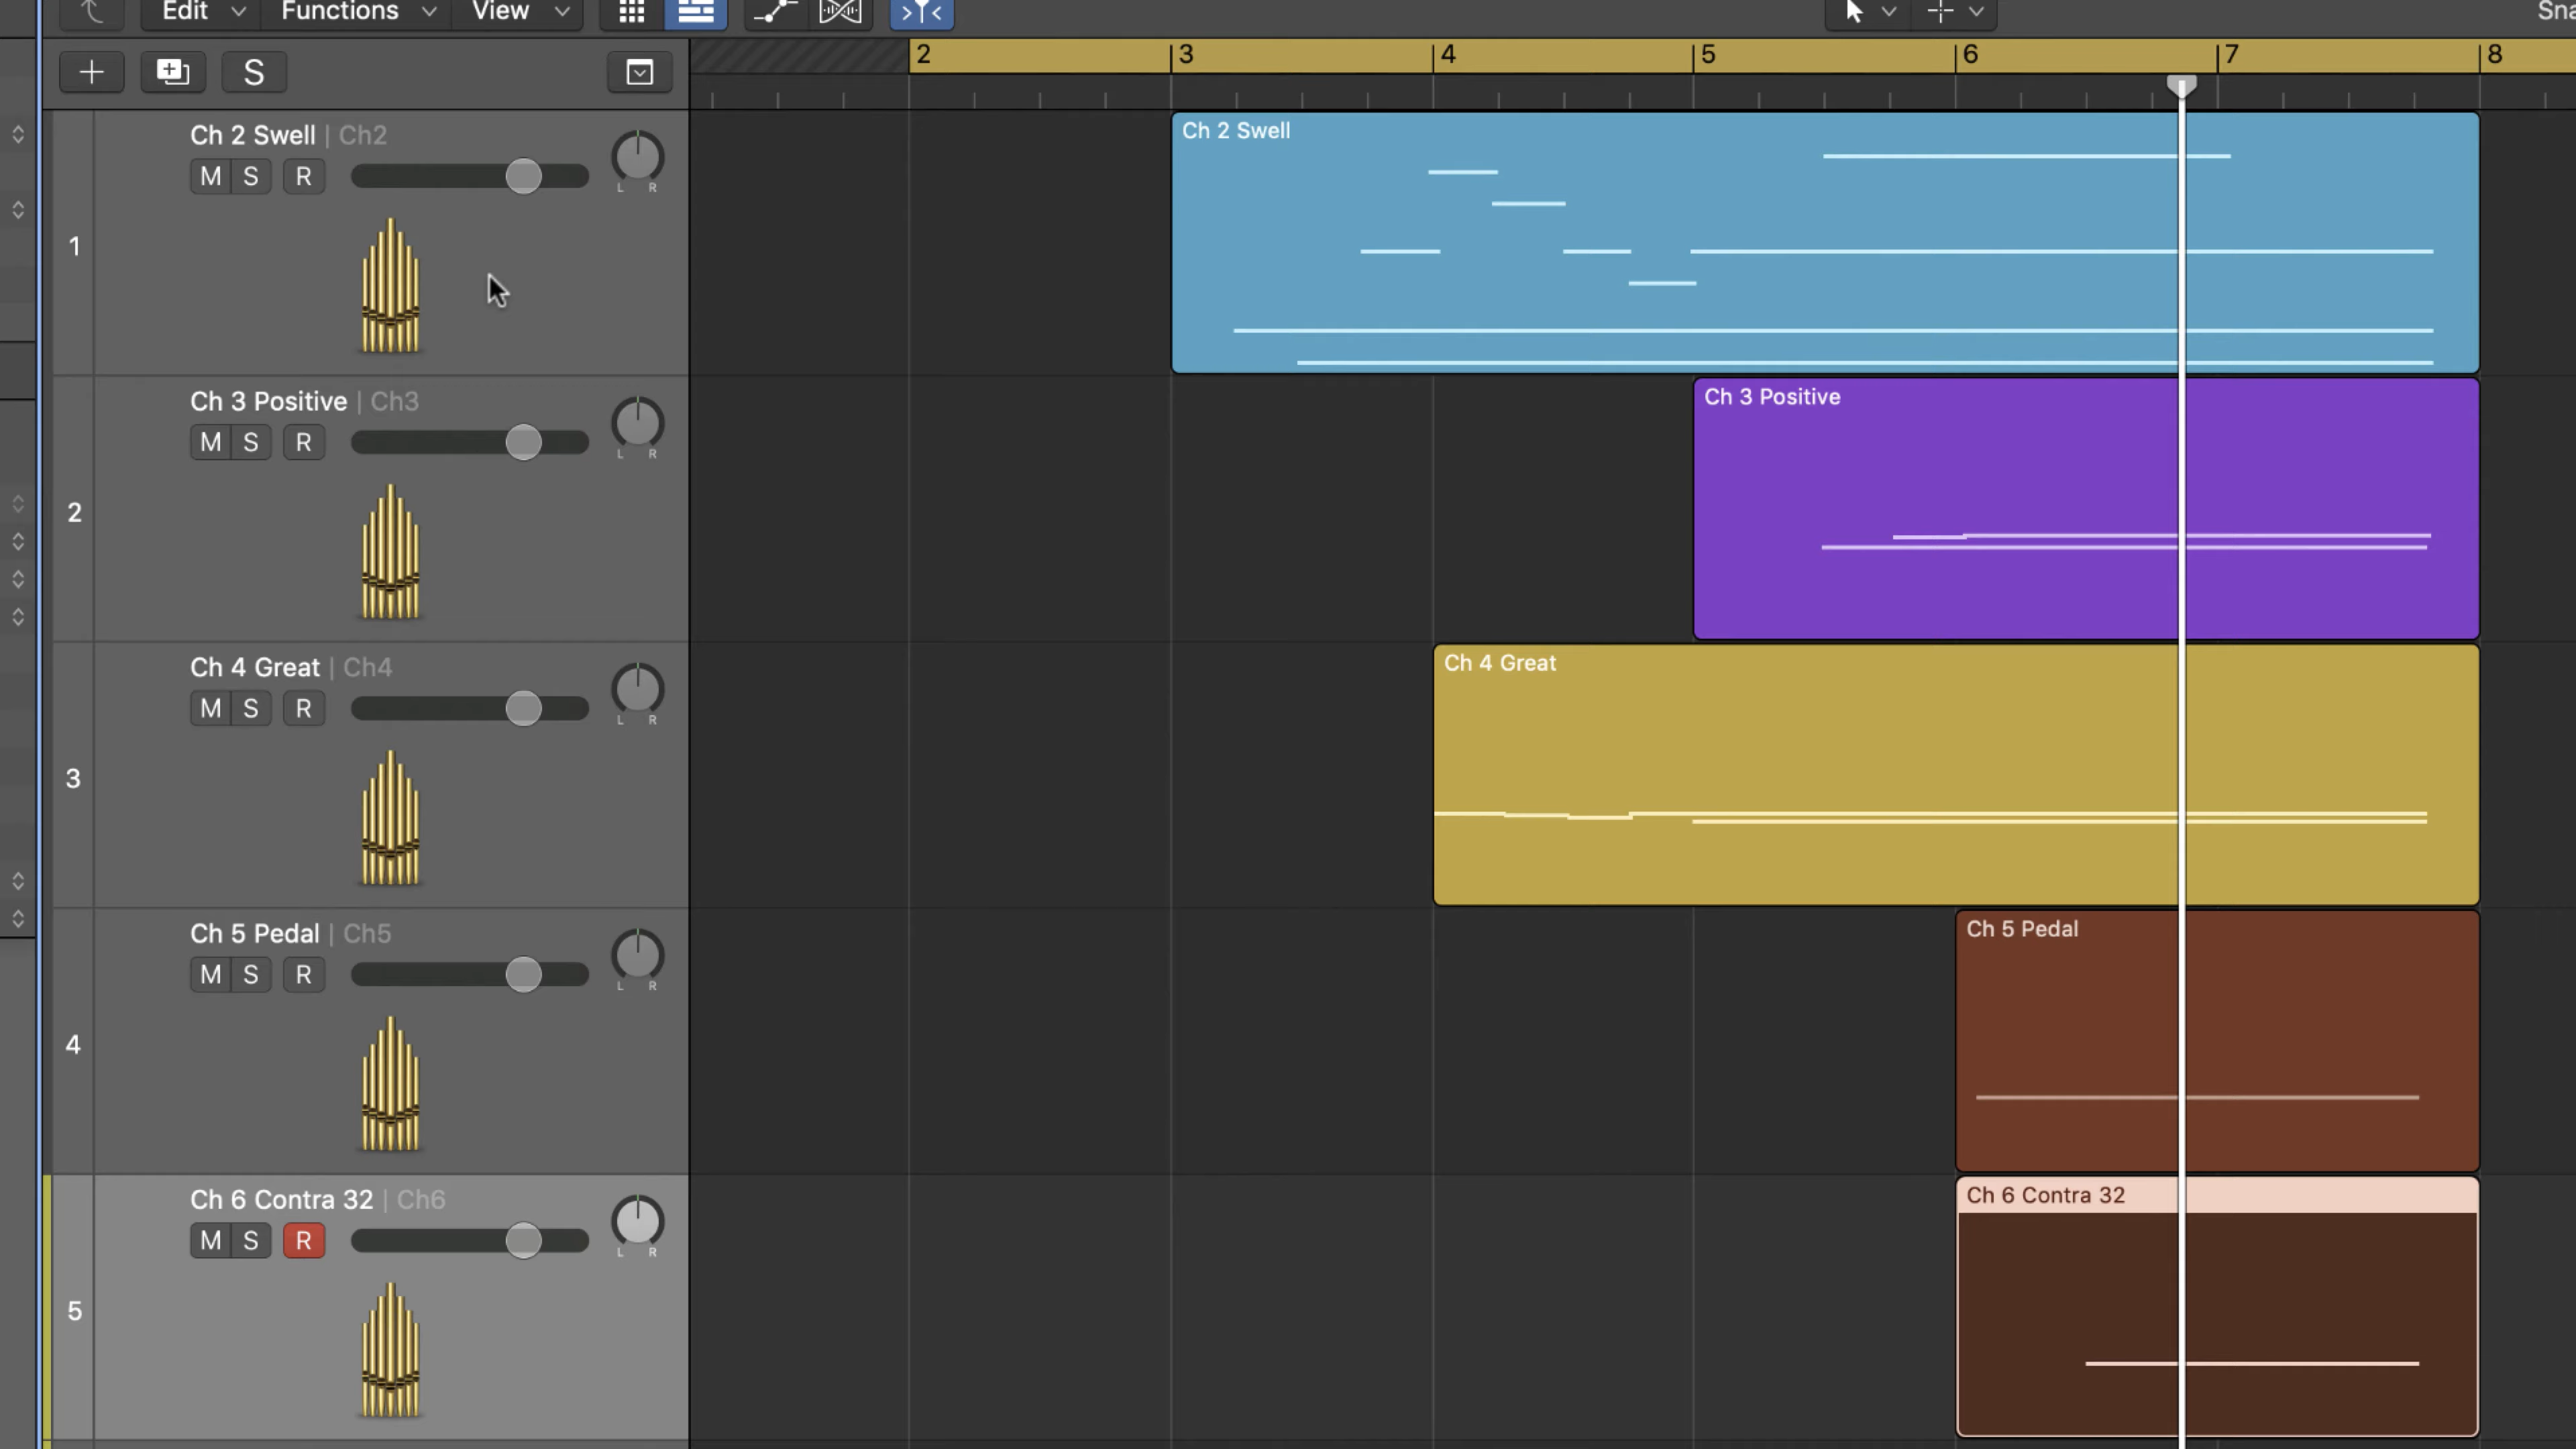 Edit Functions View Sna
S
2 3 4 5 6 7 8
1
Ch 2 Swell | Ch2
M S R
L R
Ch 2 Swell
2
Ch 3 Positive | Ch3
M S R
L R
Ch 3 Positive
3
Ch 4 Great | Ch4
M S R
L R
Ch 4 Great
4
Ch 5 Pedal | Ch5
M S R
L R
Ch 5 Pedal
5
Ch 6 Contra 32 | Ch6
M S R
L R
Ch 6 Contra 32